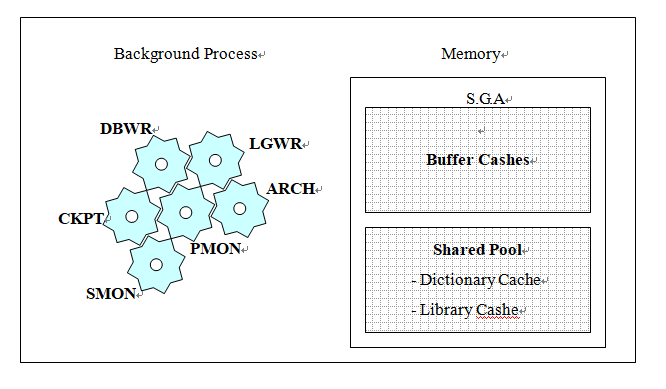 Background Process
Memory
S.G.A
DBWR
LGWR
Buffer Cashes
ARCH
CKPT
PMON
Shared Pool
- Dictionary Cache
SMON
- Library Cashe